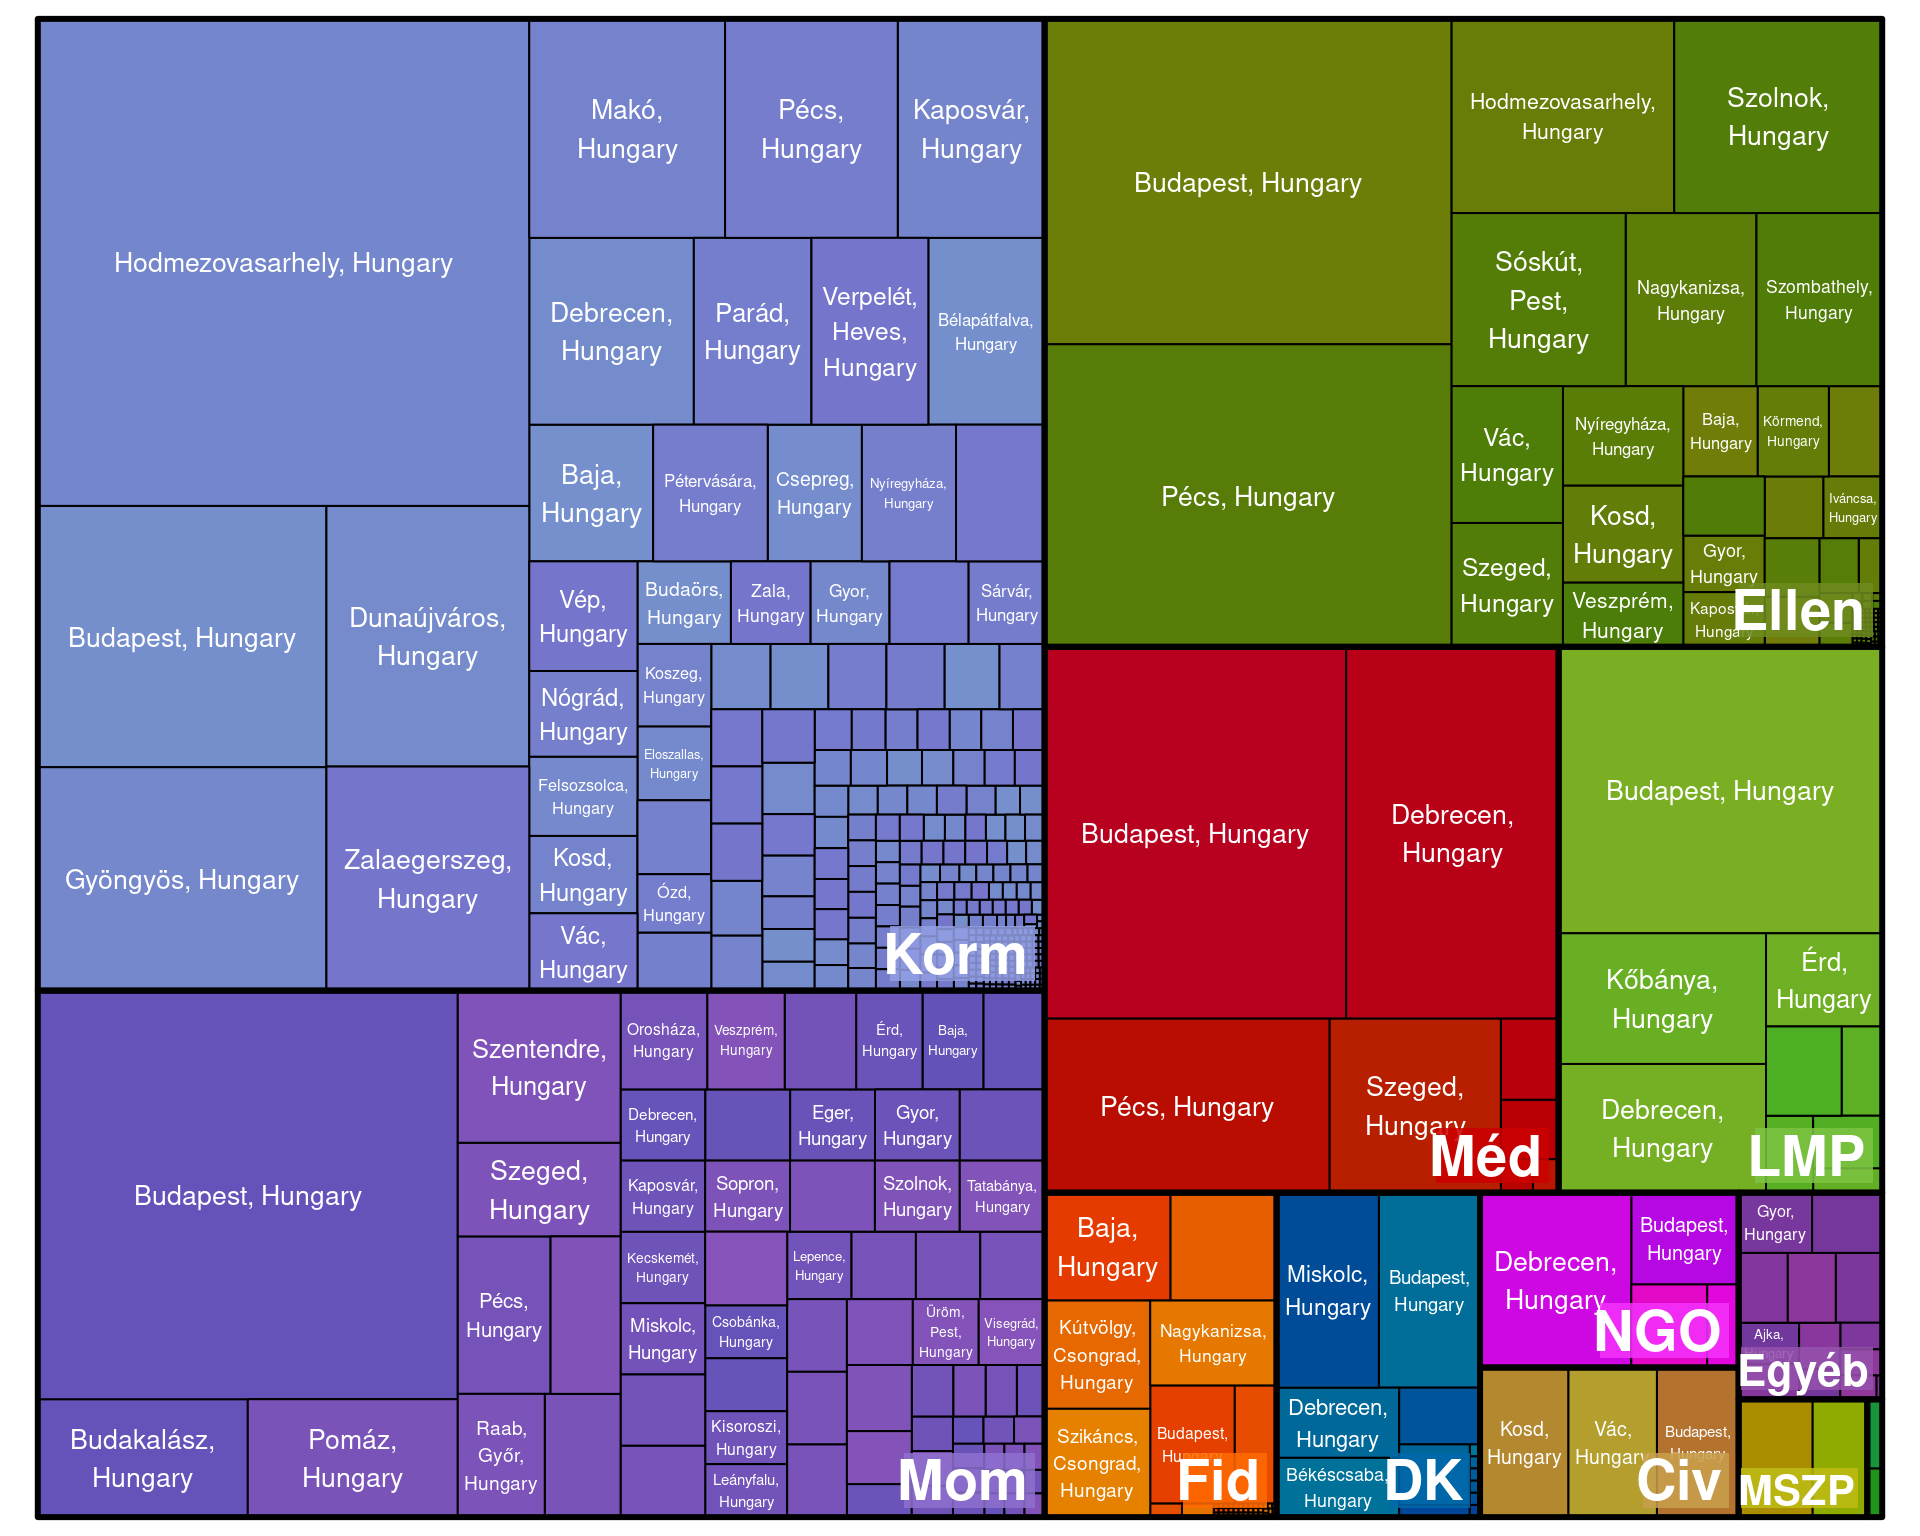 Hodmezovasarhely, Hungary
Budapest, Hungary
Dunaújváros,
Hungary
Gyöngyös, Hungary
Zalaegerszeg,
Hungary
Makó,
Hungary
Pécs,
Hungary
Kaposvár,
Hungary
Debrecen,
Hungary
Parád,
Hungary
Verpelét,
Heves,
Hungary
Bélapátfalva,
Hungary
Baja,
Hungary
Pétervására,
Hungary
Csepreg,
Hungary
Nyíregyháza,
Hungary
Vép,
Hungary
Nógrád,
Hungary
Felsozsolca,
Hungary
Kosd,
Hungary
Vác,
Hungary
Budaörs,
Hungary
Zala,
Hungary
Gyor,
Hungary
Sárvár,
Hungary
Koszeg,
Hungary
Eloszallas,
Hungary
Ózd,
Hungary
Korm
Budapest, Hungary
Budakalász,
Hungary
Pomáz,
Hungary
Szentendre,
Hungary
Szeged,
Hungary
Pécs,
Hungary
Raab,
Győr,
Hungary
Orosháza,
Hungary
Veszprém,
Hungary
Érd,
Hungary
Baja,
Hungary
Debrecen,
Hungary
Eger,
Hungary
Gyor,
Hungary
Kaposvár,
Hungary
Sopron,
Hungary
Szolnok,
Hungary
Tatabánya,
Hungary
Kecskemét,
Hungary
Lepence,
Hungary
Miskolc,
Hungary
Csobánka,
Hungary
Üröm,
Pest,
Hungary
Visegrád,
Hungary
Kisoroszi,
Hungary
Leányfalu,
Hungary
Mom
Budapest, Hungary
Pécs, Hungary
Hodmezovasarhely,
Hungary
Szolnok,
Hungary
Sóskút,
Pest,
Hungary
Nagykanizsa,
Hungary
Szombathely,
Hungary
Vác,
Hungary
Szeged,
Hungary
Nyíregyháza,
Hungary
Kosd,
Hungary
Veszprém,
Hungary
Baja,
Hungary
Körmend,
Hungary
Iváncsa,
Hungary
Gyor,
Hungary
Kaposvár,
Hungary
Ellen
Budapest, Hungary
Debrecen,
Hungary
Pécs, Hungary
Szeged,
Hungary
Méd
Budapest, Hungary
Kőbánya,
Hungary
Érd,
Hungary
Debrecen,
Hungary
LMP
Baja,
Hungary
Kútvölgy,
Csongrad,
Hungary
Nagykanizsa,
Hungary
Szikáncs,
Csongrad,
Hungary
Budapest,
Hungary
Fid
Miskolc,
Hungary
Budapest,
Hungary
Debrecen,
Hungary
Békéscsaba,
Hungary
DK
Debrecen,
Hungary
Budapest,
Hungary
NGO
Kosd,
Hungary
Vác,
Hungary
Budapest,
Hungary
Civ
Gyor,
Hungary
Ajka,
Hungary
Egyéb
MSZP